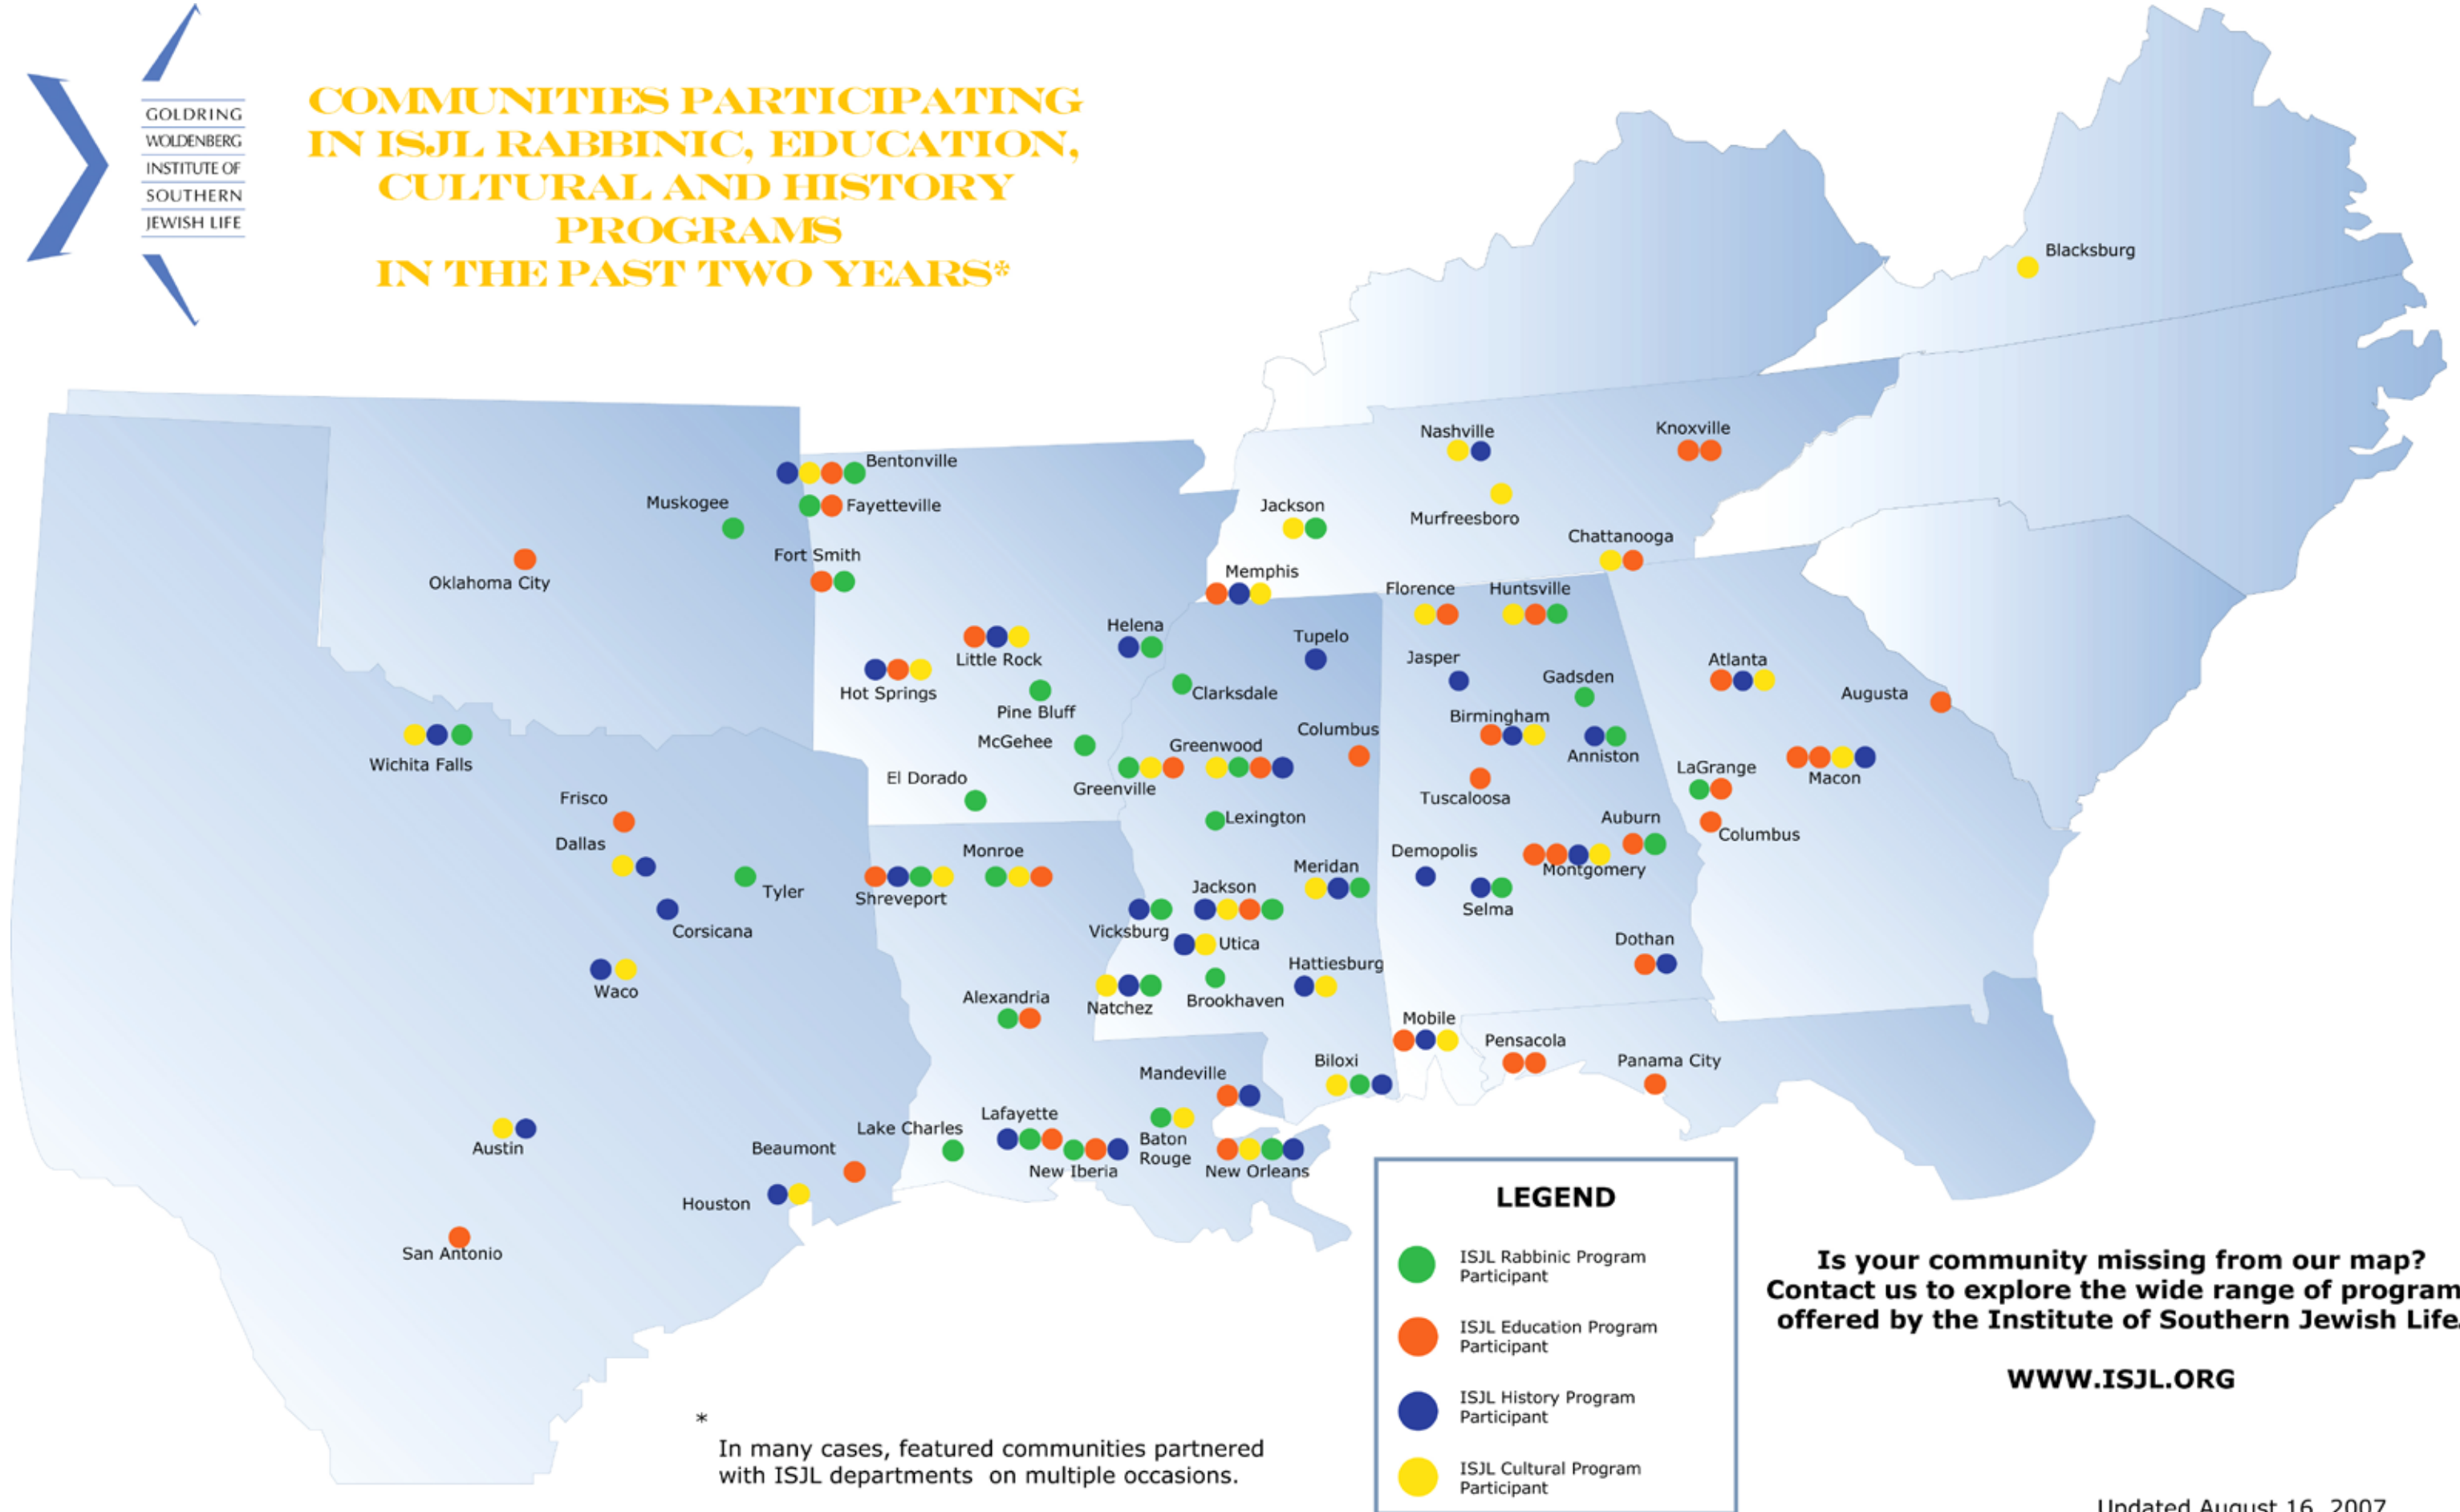 GOLDRING
WOLDENBERG
INSTITUTE OF
SOUTHERN
JEWISH LIFE
COMMUNITIES PARTICIPATING
IN ISJL RABBINIC, EDUCATION,
CULTURAL AND HISTORY
PROGRAMS
IN THE PAST TWO YEARS*
Blacksburg
Nashville
Knoxville
Bentonville
Muskogee
Fayetteville
Jackson
Murfreesboro
Chattanooga
Fort Smith
Oklahoma City
Memphis
Florence
Huntsville
Helena
Tupelo
Little Rock
Jasper
Atlanta
Hot Springs
Clarksdale
Gadsden
Augusta
Pine Bluff
Birmingham
Columbus
McGehee
Greenwood
Anniston
Wichita Falls
LaGrange
Macon
El Dorado
Greenville
Tuscaloosa
Frisco
Lexington
Auburn
Columbus
Dallas
Monroe
Demopolis
Meridan
Montgomery
Tyler
Shreveport
Jackson
Selma
Corsicana
Vicksburg
Utica
Dothan
Waco
Hattiesburg
Alexandria
Natchez
Brookhaven
Mobile
Pensacola
Panama City
Biloxi
Mandeville
Lafayette
Lake Charles
Baton
Rouge
Austin
Beaumont
New Iberia
New Orleans
Houston
San Antonio
LEGEND
ISJL Rabbinic Program
Participant
ISJL Education Program
Participant
ISJL History Program
Participant
ISJL Cultural Program
Participant
Is your community missing from our map?
Contact us to explore the wide range of program
offered by the Institute of Southern Jewish Life.
WWW.ISJL.ORG
*
In many cases, featured communities partnered
with ISJL departments on multiple occasions.
Updated August 16, 2007